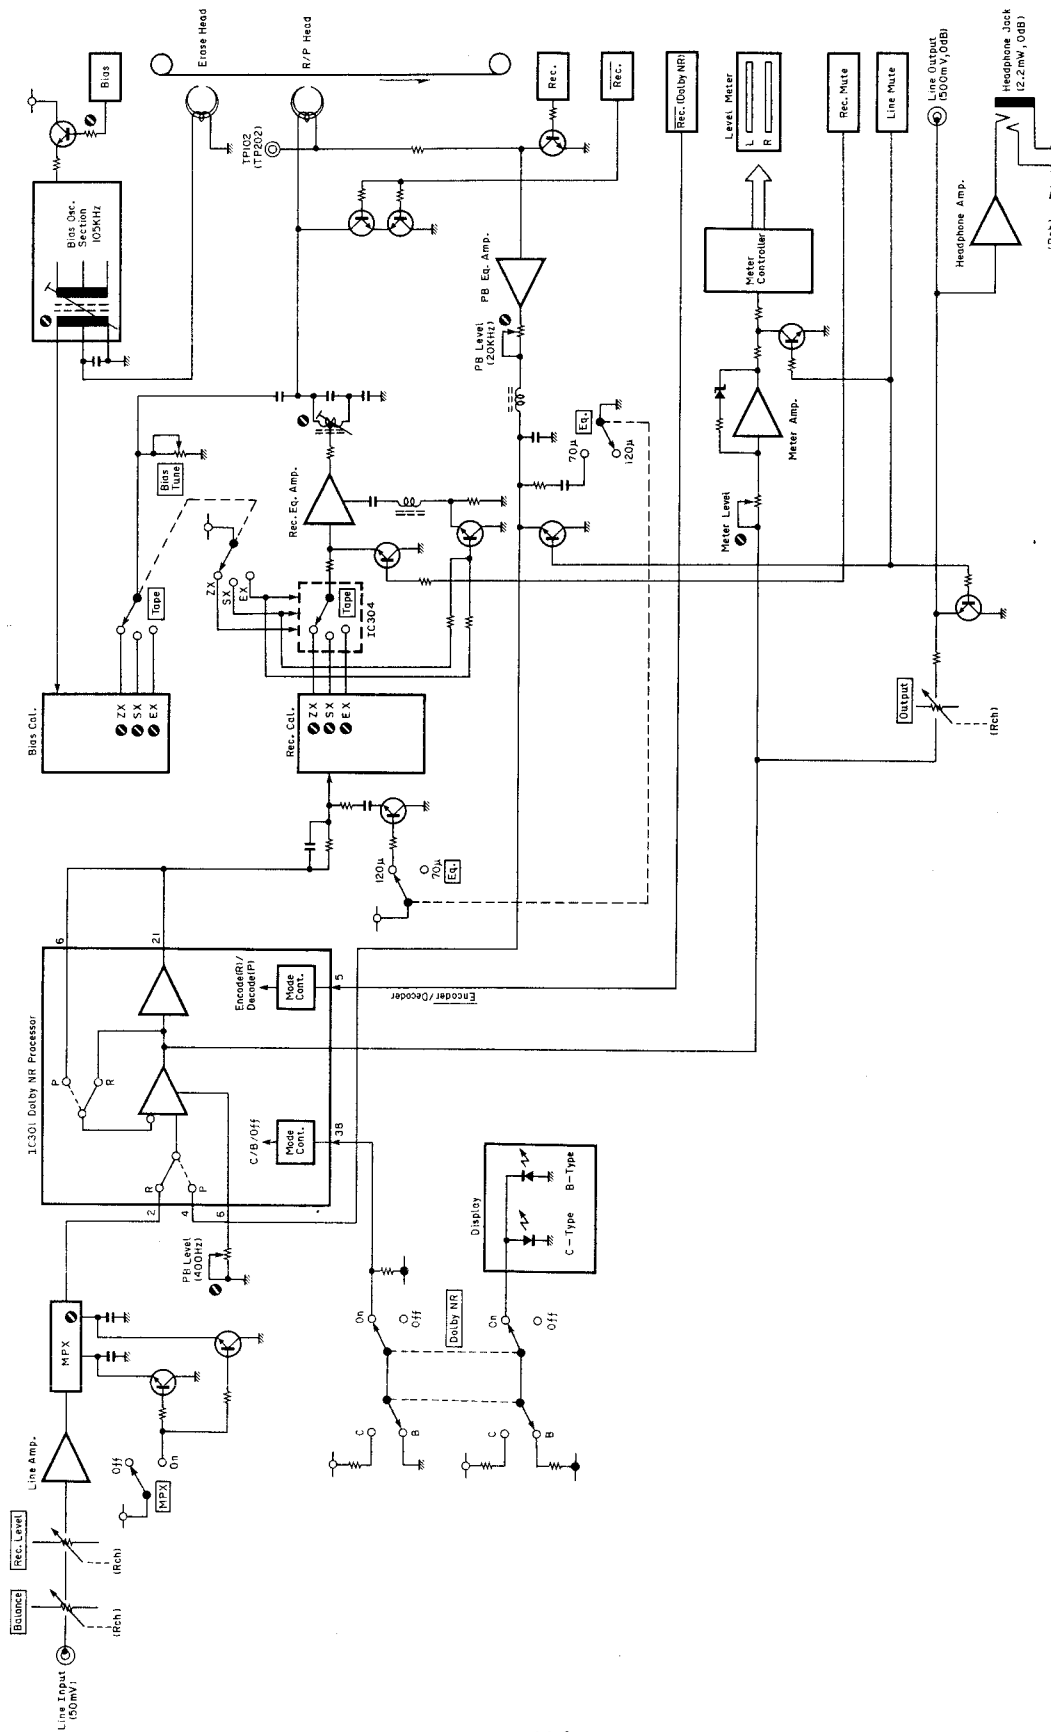 Line Input
(50mV)
Balance
(Rch)
Rec. Level
(Rch)
Line Amp.
MPX
Off
On
MPX
PB Level
(400Hz)
IC301 Dolby NR Processor
2
4
6
R
P
P
R
6
21
C/B/Off
Mode
Cont.
38
Encode(R)/
Decode(P)
Mode
Cont.
5
Encoder/Decoder
C
B
On
Off
Dolby NR
C
B
On
Off
Display
C-Type
B-Type
120µ
70µ
Eq.
Bias Cal.
ZX
SX
EX
Tape
Bias
Tune
Rec. Cal.
ZX
SX
EX
ZX
SX
EX
Tape
IC304
Rec. Eq. Amp.
Bias Osc.
Section
105KHz
Bias
Erase Head
R/P Head
TP102
(TP202)
PB Eq. Amp.
PB Level
(20KHz)
70µ
Eq.
120µ
Rec.
Rec.
Rec. (Dolby NR)
Meter Level
Meter Amp.
Meter
Controller
Level Meter
L
R
Rec. Mute
Line Mute
Output
(Rch)
Line Output
(500mV, 0dB)
Headphone Amp.
Headphone Jack
(2.2mW, 0dB)
(Rch)